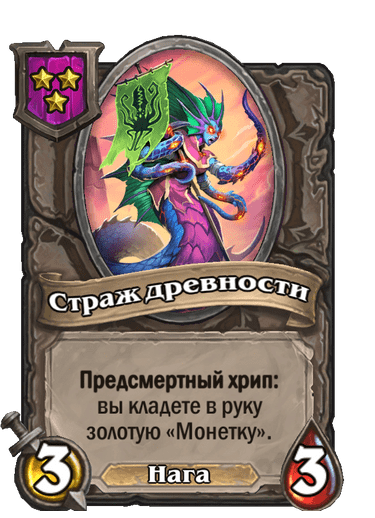 Страж древности
Предсмертный хрип:
вы кладете в руку
золотую «Монетку».
3
Нага
3